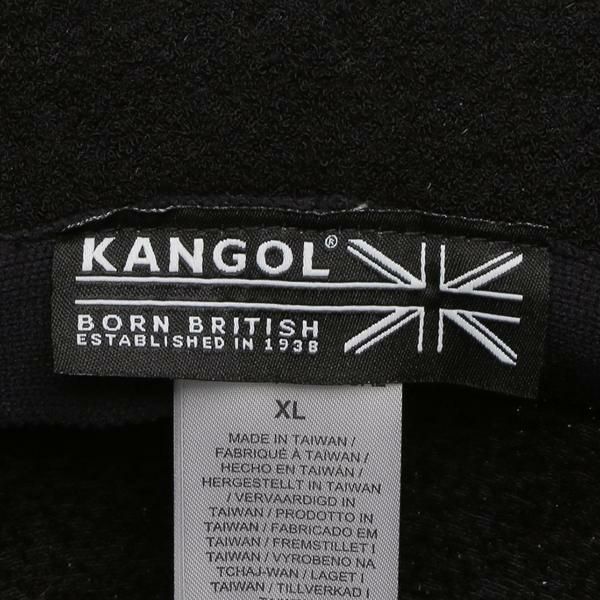 KANGOL®
BORN BRITISH
ESTABLISHED IN 1938
XL
MADE IN TAIWAN /
FABRIQUÉ À TAÏWAN /
HECHO EN TAIWÁN /
HERGESTELLT IN TAIWAN
/ VERVAARDIGD IN
TAIWAN / PRODOTTO IN
TAIWAN / FABRICADO EM
TAIWAN / FREMSTILLET I
TAIWAN / VYROBENO NA
TCHAJ-WAN / LAGET I
TAIWAN / TILLVERKAD I